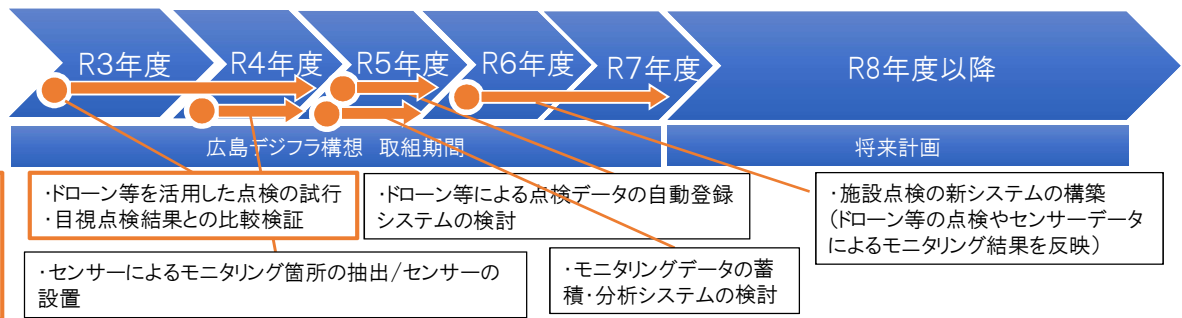 R3年度
R4年度
R5年度
R6年度
R7年度
R8年度以降
広島デジフラ構想 取組期間
将来計画
・ドローン等を活用した点検の試行
・目視点検結果との比較検証
・ドローン等による点検データの自動登録
システムの検討
・施設点検の新システムの構築
(ドローン等の点検やセンサーデータ
によるモニタリング結果を反映)
・センサーによるモニタリング箇所の抽出/センサーの
設置
・モニタリングデータの蓄
積・分析システムの検討